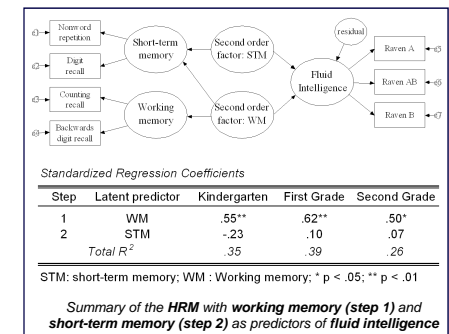 Nonword
repetition
Digit
recall
Counting
recall
Backwards
digit recall
Short-term
memory
Working
memory
Second order
factor: STM
Second order
factor: WM
residual
Fluid
Intelligence
Raven A
Raven AB
Raven B
e1
e2
e3
e4
e5
e6
e7
Standardized Regression Coefficients
Step Latent predictor Kindergarten First Grade Second Grade
1 WM .55** .62** .50*
2 STM -.23 .10 .07
Total R2 .35 .39 .26
STM: short-term memory; WM : Working memory; * p < .05; ** p < .01
Summary of the HRM with working memory (step 1) and
short-term memory (step 2) as predictors of fluid intelligence